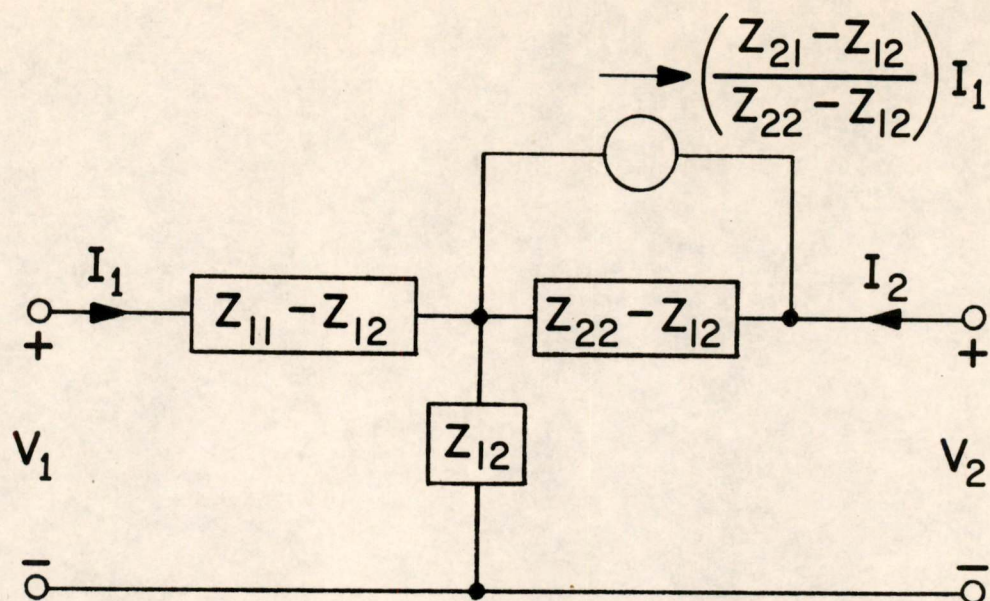 (Z21 – Z12 / Z22 – Z12) I1
I1
Z11 – Z12
Z22 – Z12
I2
+
+
V1
Z12
V2
–
–